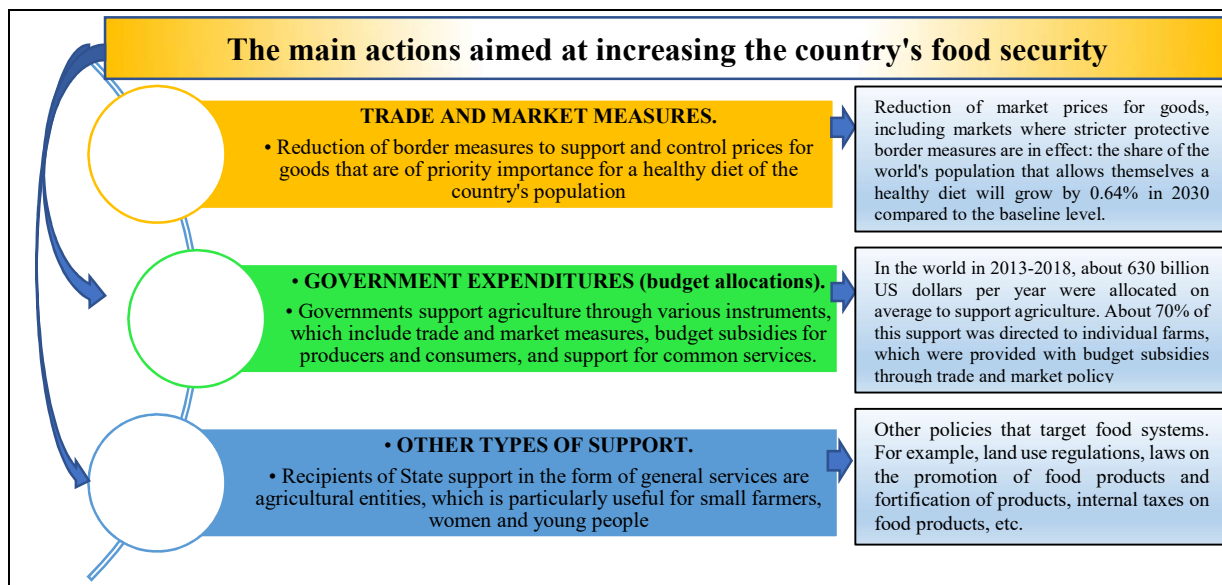 The main actions aimed at increasing the country's food security
TRADE AND MARKET MEASURES.
• Reduction of border measures to support and control prices for
goods that are of priority importance for a healthy diet of the
country's population
Reduction of market prices for goods,
including markets where stricter protective
border measures are in effect: the share of the
world's population that allows themselves a
healthy diet will grow by 0.64% in 2030
compared to the baseline level.
• GOVERNMENT EXPENDITURES (budget allocations).
• Governments support agriculture through various instruments,
which include trade and market measures, budget subsidies for
producers and consumers, and support for common services.
In the world in 2013-2018, about 630 billion
US dollars per year were allocated on
average to support agriculture. About 70% of
this support was directed to individual farms,
which were provided with budget subsidies
through trade and market policy
• OTHER TYPES OF SUPPORT.
• Recipients of State support in the form of general services are
agricultural entities, which is particularly useful for small farmers,
women and young people
Other policies that target food systems.
For example, land use regulations, laws on
the promotion of food products and
fortification of products, internal taxes on
food products, etc.